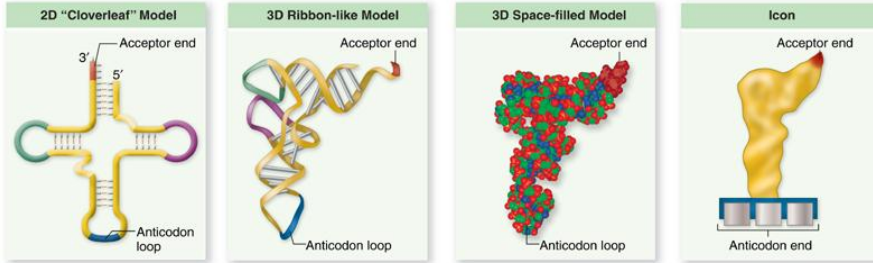 2D “Cloverleaf” Model
Acceptor end
3′
5′
Anticodon
loop
3D Ribbon-like Model
Acceptor end
Anticodon loop
3D Space-filled Model
Acceptor end
Anticodon loop
Icon
Acceptor end
Anticodon end